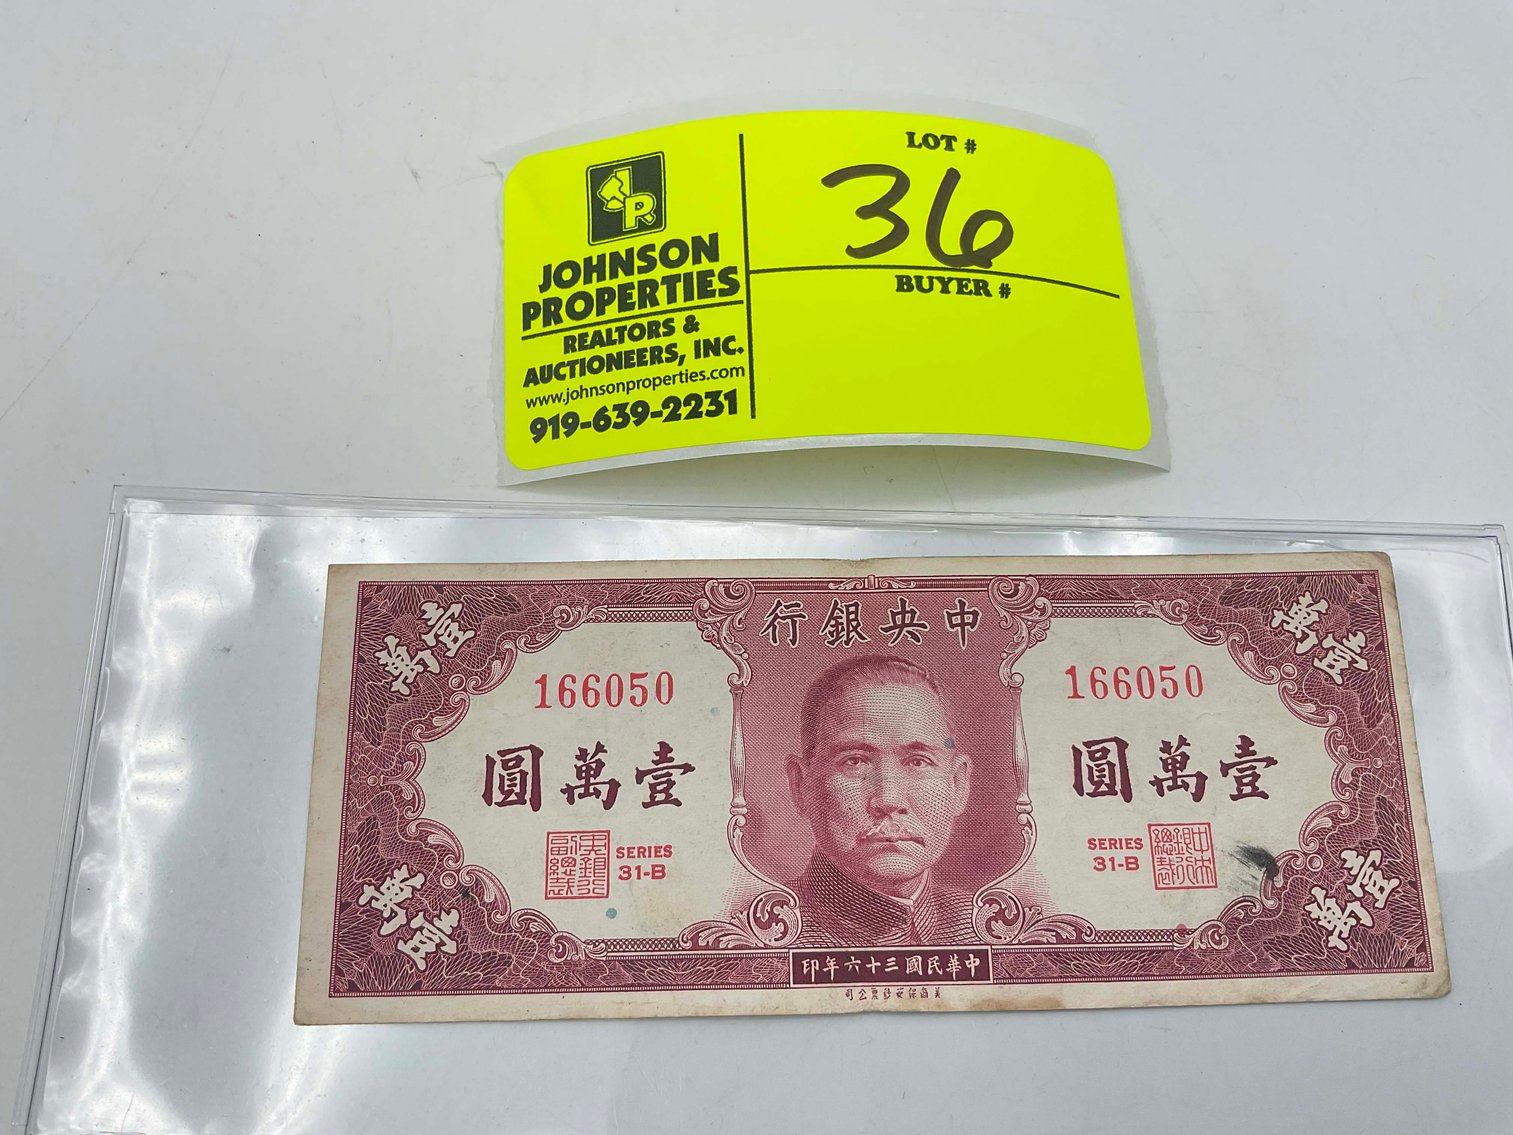 LOT #
36
BUYER #
JP
JOHNSON
PROPERTIES
REALTORS &
AUCTIONEERS, INC.
www.johnsonproperties.com
919-639-2231
中央銀行
壹萬
壹萬
166050
166050
壹萬圓
壹萬圓
SERIES
31-B
SERIES
31-B
壹萬
壹萬
中華民國三十六年印